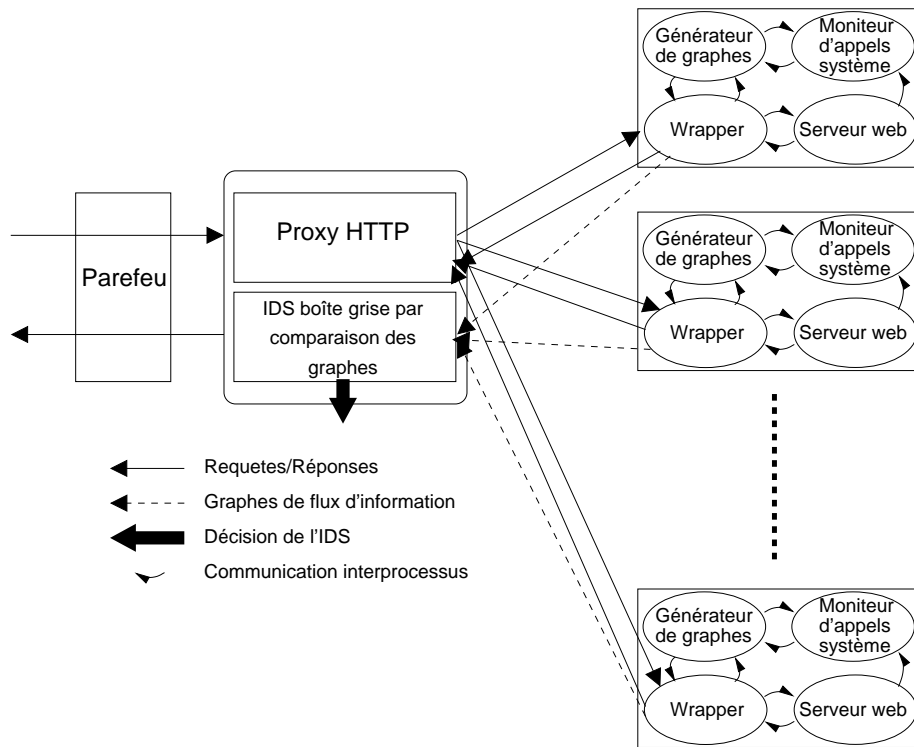 Générateur
de graphes
Moniteur
d'appels
système
Wrapper
Serveur web
Parefeu
Proxy HTTP
IDS boîte grise par
comparaison des
graphes
Générateur
de graphes
Moniteur
d'appels
système
Wrapper
Serveur web
Requetes/Réponses
Graphes de flux d'information
Décision de l'IDS
Communication interprocessus
Générateur
de graphes
Moniteur
d'appels
système
Wrapper
Serveur web